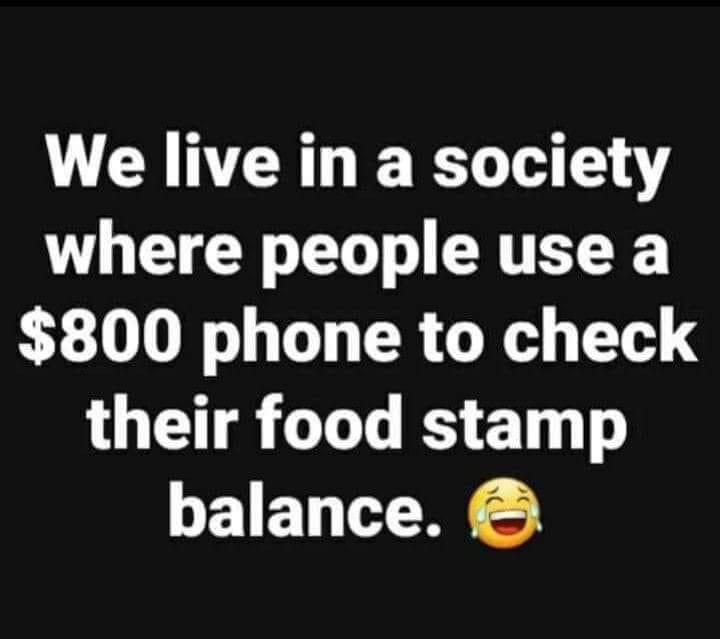 We live in a society
where people use a
$800 phone to check
their food stamp
balance. 😂